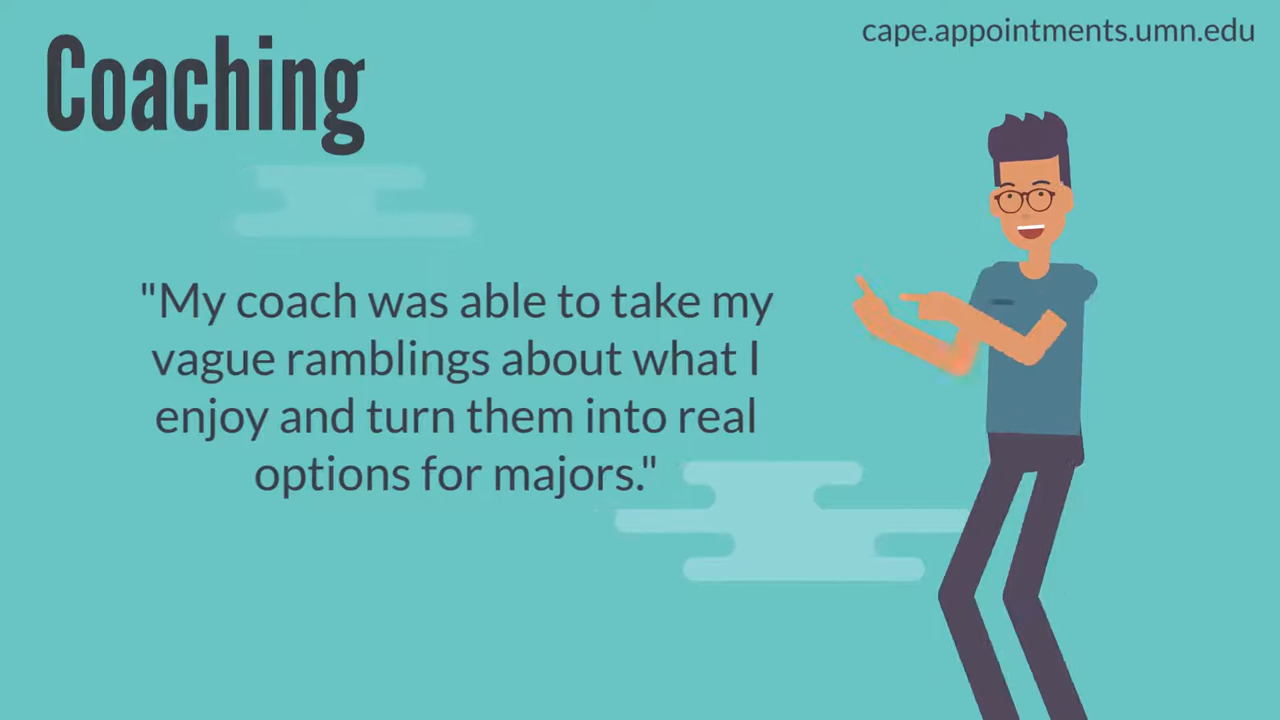 cape.appointments.umn.edu
Coaching
"My coach was able to take my
vague ramblings about what I
enjoy and turn them into real
options for majors."